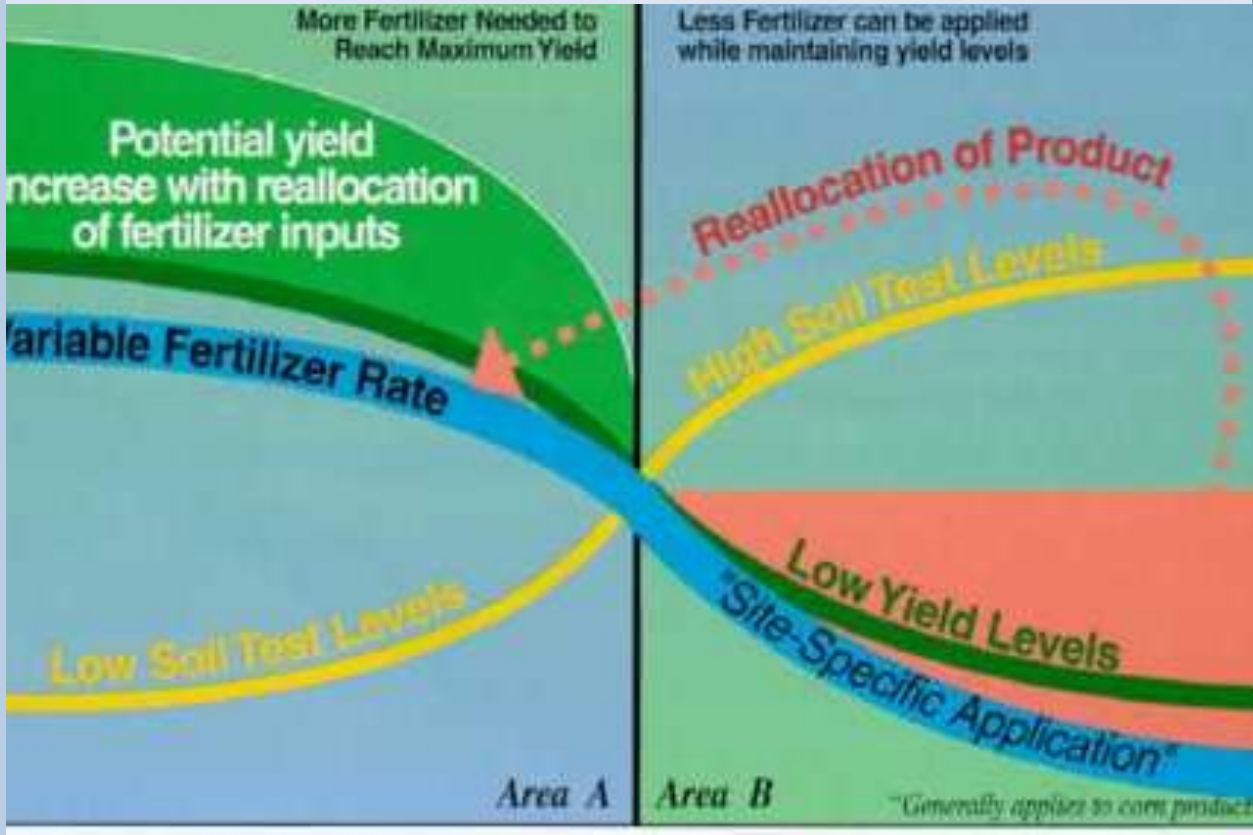 More Fertilizer Needed to
Reach Maximum Yield
Less Fertilizer can be applied
while maintaining yield levels
Potential yield
ncrease with reallocation
of fertilizer inputs
Reallocation of Product
High Soil Test Levels
Variable Fertilizer Rate
Low Soil Test Levels
Low Yield Levels
"Site-Specific Application"
Area A
Area B
"Generally applies to corn product